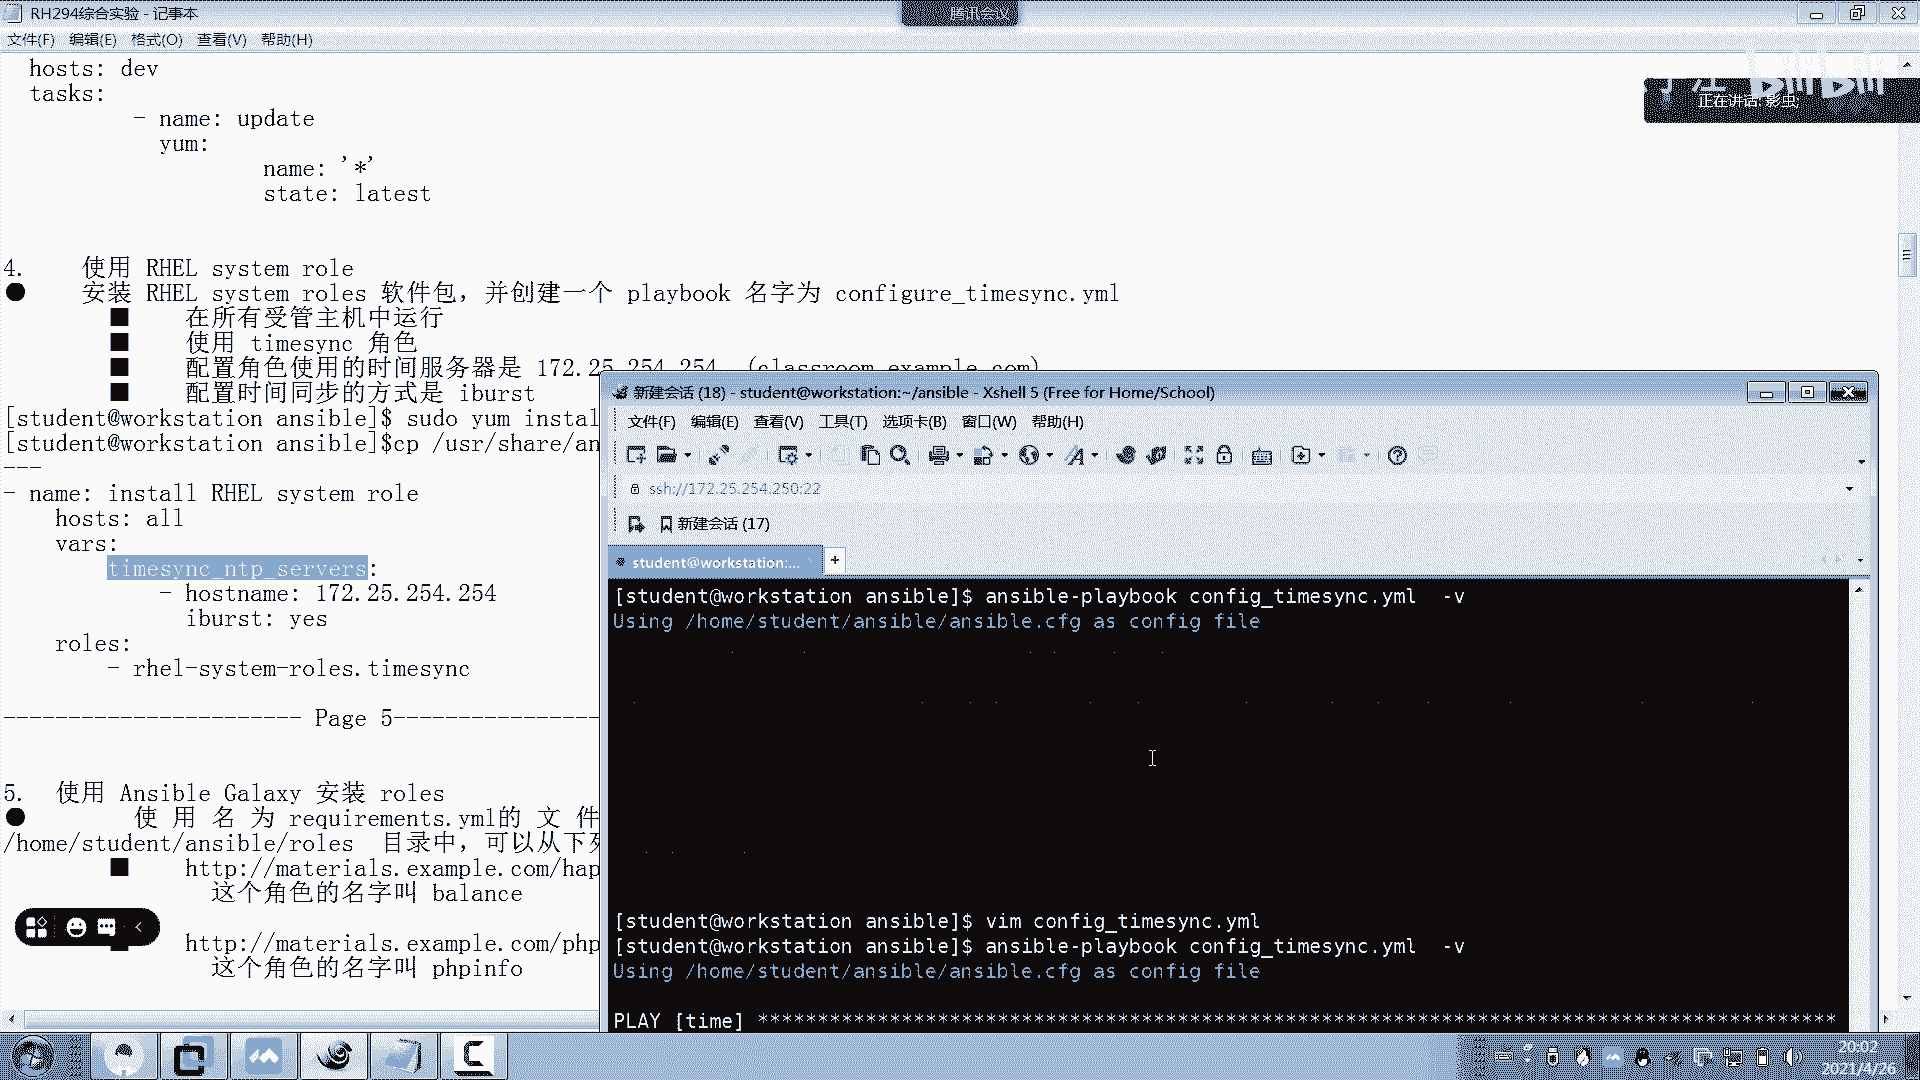 RH294综合实验 - 记事本
腾讯会议
文件(F) 编辑(E) 格式(O) 查看(V) 帮助(H)
正在讲话: 影虫
hosts: dev
tasks:
- name: update
yum:
name: '*'
state: latest
4. 使用 RHEL system role
● 安装 RHEL system roles 软件包，并创建一个 playbook 名字为 configure_timesync.yml
■ 在所有受管主机中运行
■ 使用 timesync 角色
■ 配置角色使用的时间服务器是 172.25.254.254 (classroom.example.com)
■ 配置时间同步的方式是 iburst
[student@workstation ansible]$ sudo yum instal
[student@workstation ansible]$cp /usr/share/an
---
- name: install RHEL system role
hosts: all
vars:
timesync_ntp_servers:
- hostname: 172.25.254.254
iburst: yes
roles:
- rhel-system-roles.timesync
----------------------- Page 5----------------
5. 使用 Ansible Galaxy 安装 roles
● 使 用 名 为 requirements.yml的 文 件
/home/student/ansible/roles 目录中，可以从下列
■ http://materials.example.com/hap
这个角色的名字叫 balance
■ http://materials.example.com/php
这个角色的名字叫 phpinfo
新建会话 (18) - student@workstation:~/ansible - Xshell 5 (Free for Home/School)
文件(F) 编辑(E) 查看(V) 工具(T) 选项卡(B) 窗口(W) 帮助(H)
ssh://172.25.254.250:22
新建会话 (17)
student@workstation:... +
[student@workstation ansible]$ ansible-playbook config_timesync.yml  -v
Using /home/student/ansible/ansible.cfg as config file
[student@workstation ansible]$ vim config_timesync.yml
[student@workstation ansible]$ ansible-playbook config_timesync.yml  -v
Using /home/student/ansible/ansible.cfg as config file
PLAY [time] ******************************************************************************************
20:02
2021/4/26